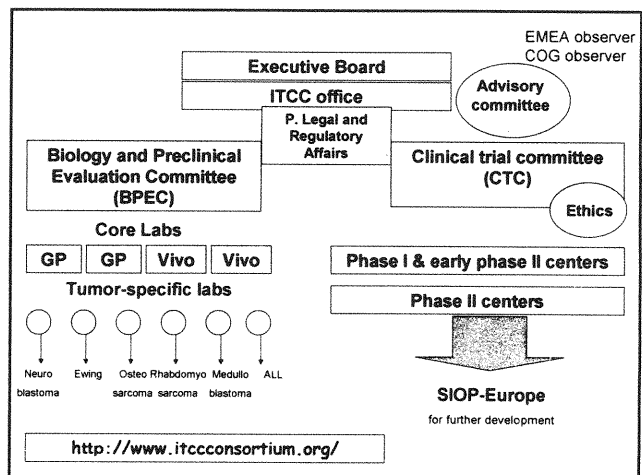 EMEA observer
COG observer
Executive Board
ITCC office
Advisory
committee
P. Legal and
Regulatory
Affairs
Biology and Preclinical
Evaluation Committee
(BPEC)
Clinical trial committee
(CTC)
Ethics
Core Labs
GP GP Vivo Vivo
Tumor-specific labs
Neuro
blastoma
Ewing
Osteo
sarcoma
Rhabdomyo
sarcoma
Medullo
blastoma
ALL
Phase I & early phase II centers
Phase II centers
SIOP-Europe
for further development
http://www.itccconsortium.org/